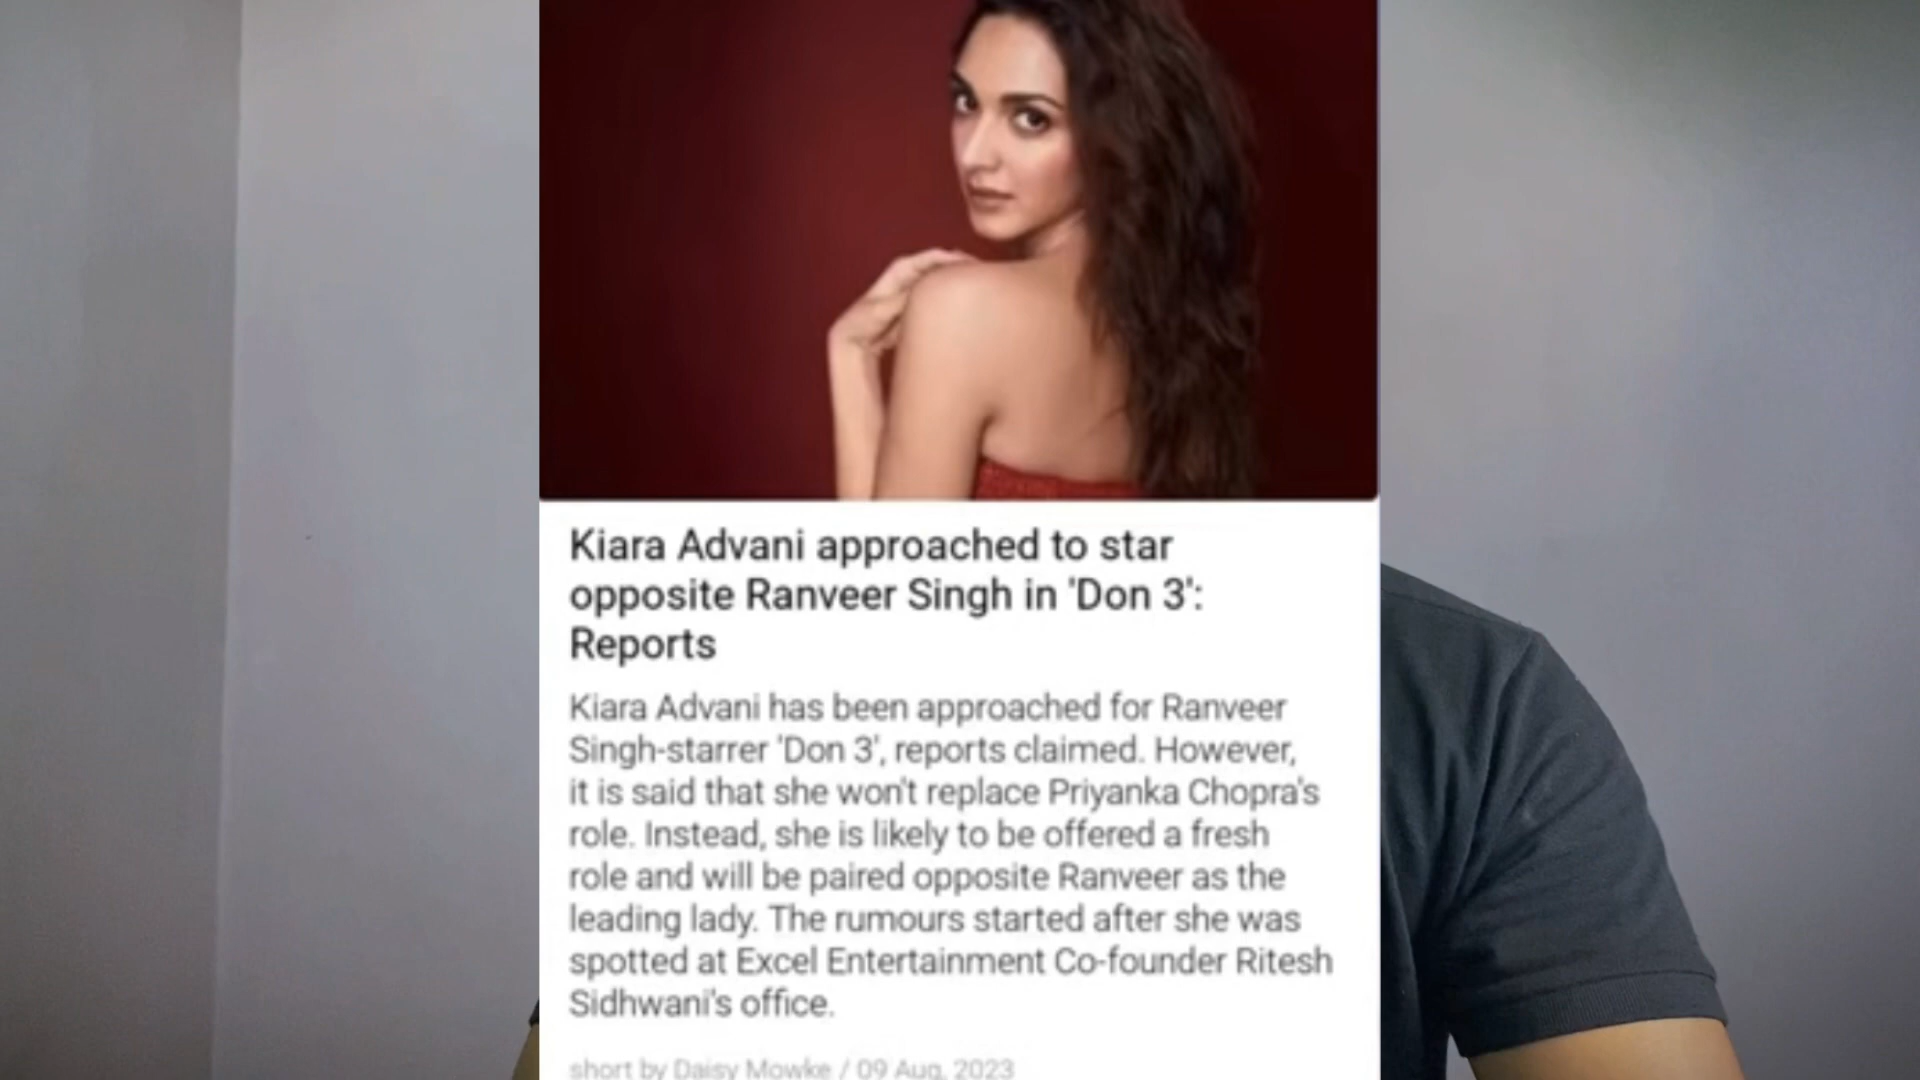 Kiara Advani approached to star
opposite Ranveer Singh in 'Don 3':
Reports
Kiara Advani has been approached for Ranveer
Singh-starrer 'Don 3', reports claimed. However,
it is said that she won't replace Priyanka Chopra's
role. Instead, she is likely to be offered a fresh
role and will be paired opposite Ranveer as the
leading lady. The rumours started after she was
spotted at Excel Entertainment Co-founder Ritesh
Sidhwani's office.
short by Daisy Mowke / 09 Aug, 2023